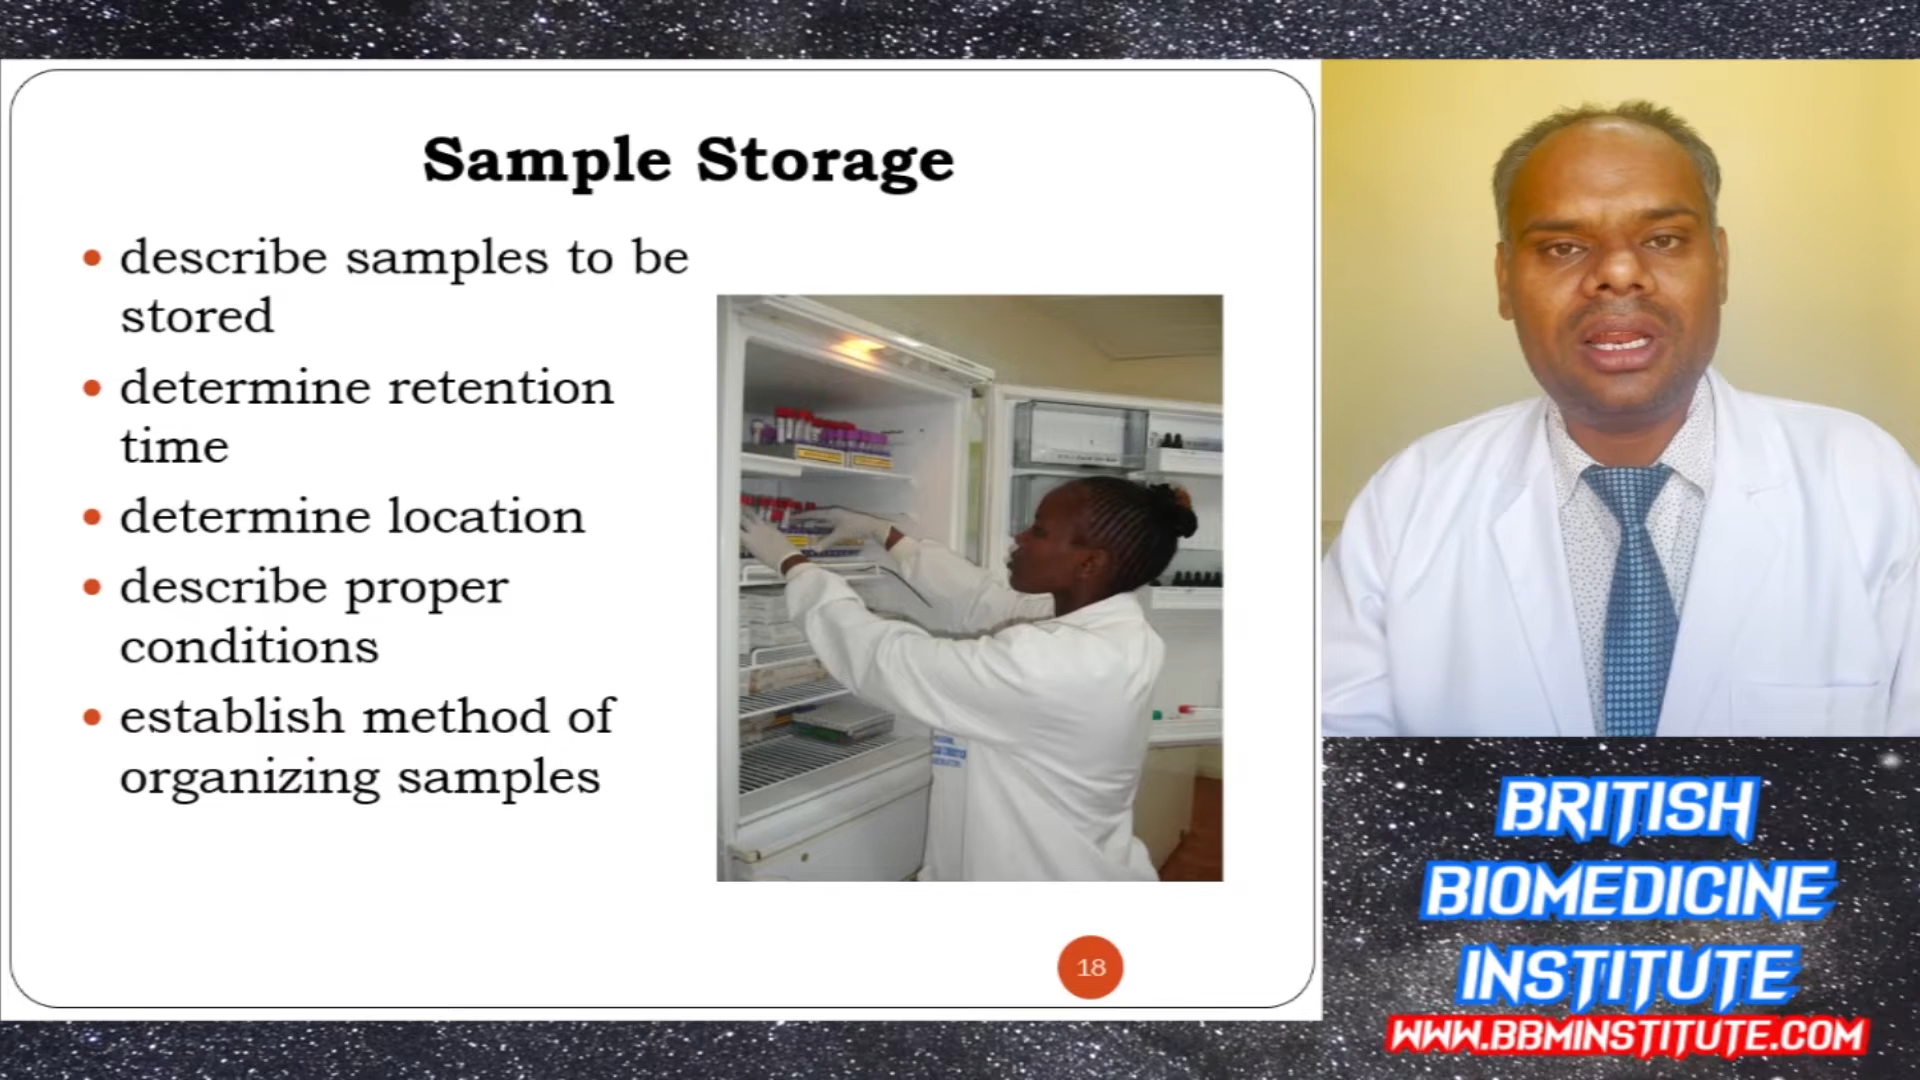 Sample Storage
describe samples to be
stored
determine retention
time
determine location
describe proper
conditions
establish method of
organizing samples
18
BRITISH
BIOMEDICINE
INSTITUTE
WWW.BBMINSTITUTE.COM